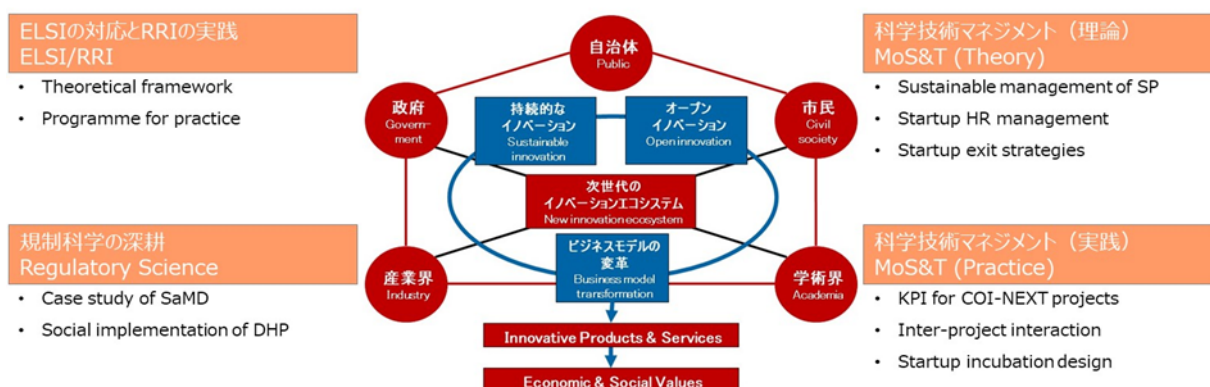 ELSIの対応とRRIの実践
ELSI/RRI
• Theoretical framework
• Programme for practice
規制科学の深耕
Regulatory Science
• Case study of SaMD
• Social implementation of DHP
自治体
Public
政府
Govern-
ment
市民
Civil
society
持続的な
イノベーション
Sustainable
innovation
オープン
イノベーション
Open innovation
次世代の
イノベーションエコシステム
New innovation ecosystem
産業界
Industry
ビジネスモデルの
変革
Business model
transformation
学術界
Academia
Innovative Products & Services
Economic & Social Values
科学技術マネジメント（理論）
MoS&T (Theory)
• Sustainable management of SP
• Startup HR management
• Startup exit strategies
科学技術マネジメント（実践）
MoS&T (Practice)
• KPI for COI-NEXT projects
• Inter-project interaction
• Startup incubation design